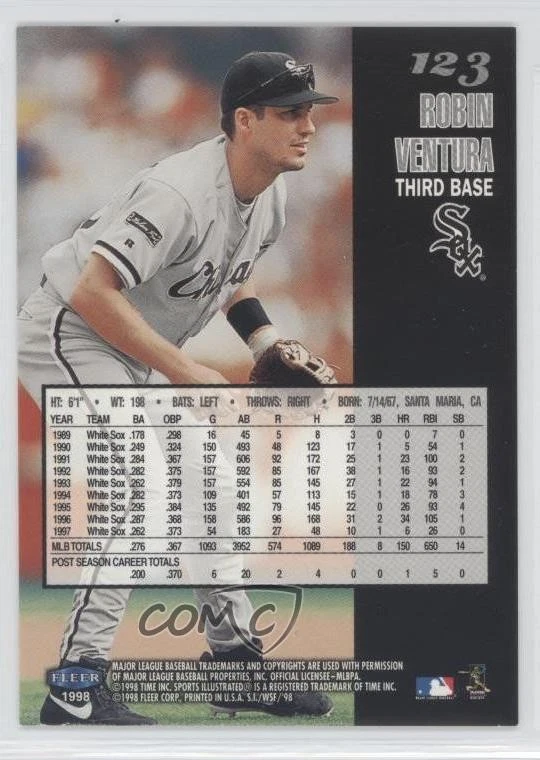 123
ROBIN
VENTURA
THIRD BASE
Sox®
HT: 6'1" • WT: 198 • BATS: LEFT • THROWS: RIGHT • BORN: 7/14/67, SANTA MARIA, CA
YEAR TEAM BA OBP G AB R H 2B 3B HR RBI SB
1989 White Sox .178 .298 16 45 5 8 3 0 0 7 0
1990 White Sox .249 .324 150 493 48 123 17 1 5 54 1
1991 White Sox .284 .367 157 606 92 172 25 1 23 100 2
1992 White Sox .282 .375 157 592 85 167 38 1 16 93 2
1993 White Sox .262 .379 157 554 85 145 27 1 22 94 1
1994 White Sox .282 .373 109 401 57 113 15 1 18 78 3
1995 White Sox .295 .384 135 492 79 145 22 0 26 93 4
1996 White Sox .287 .368 158 586 96 168 31 2 34 105 1
1997 White Sox .262 .373 54 183 27 48 10 1 6 26 0
MLB TOTALS .276 .367 1093 3952 574 1089 188 8 150 650 14
POST SEASON CAREER TOTALS
.200 .370 6 20 2 4 0 0 1 5 0
COMC
FLEER
1998
MAJOR LEAGUE BASEBALL TRADEMARKS AND COPYRIGHTS ARE USED WITH PERMISSION
OF MAJOR LEAGUE BASEBALL PROPERTIES, INC. OFFICIAL LICENSEE-MLBPA.
©1998 TIME INC. SPORTS ILLUSTRATED® IS A REGISTERED TRADEMARK OF TIME INC.
©1998 FLEER CORP. PRINTED IN U.S.A. S.I./WSF/'98